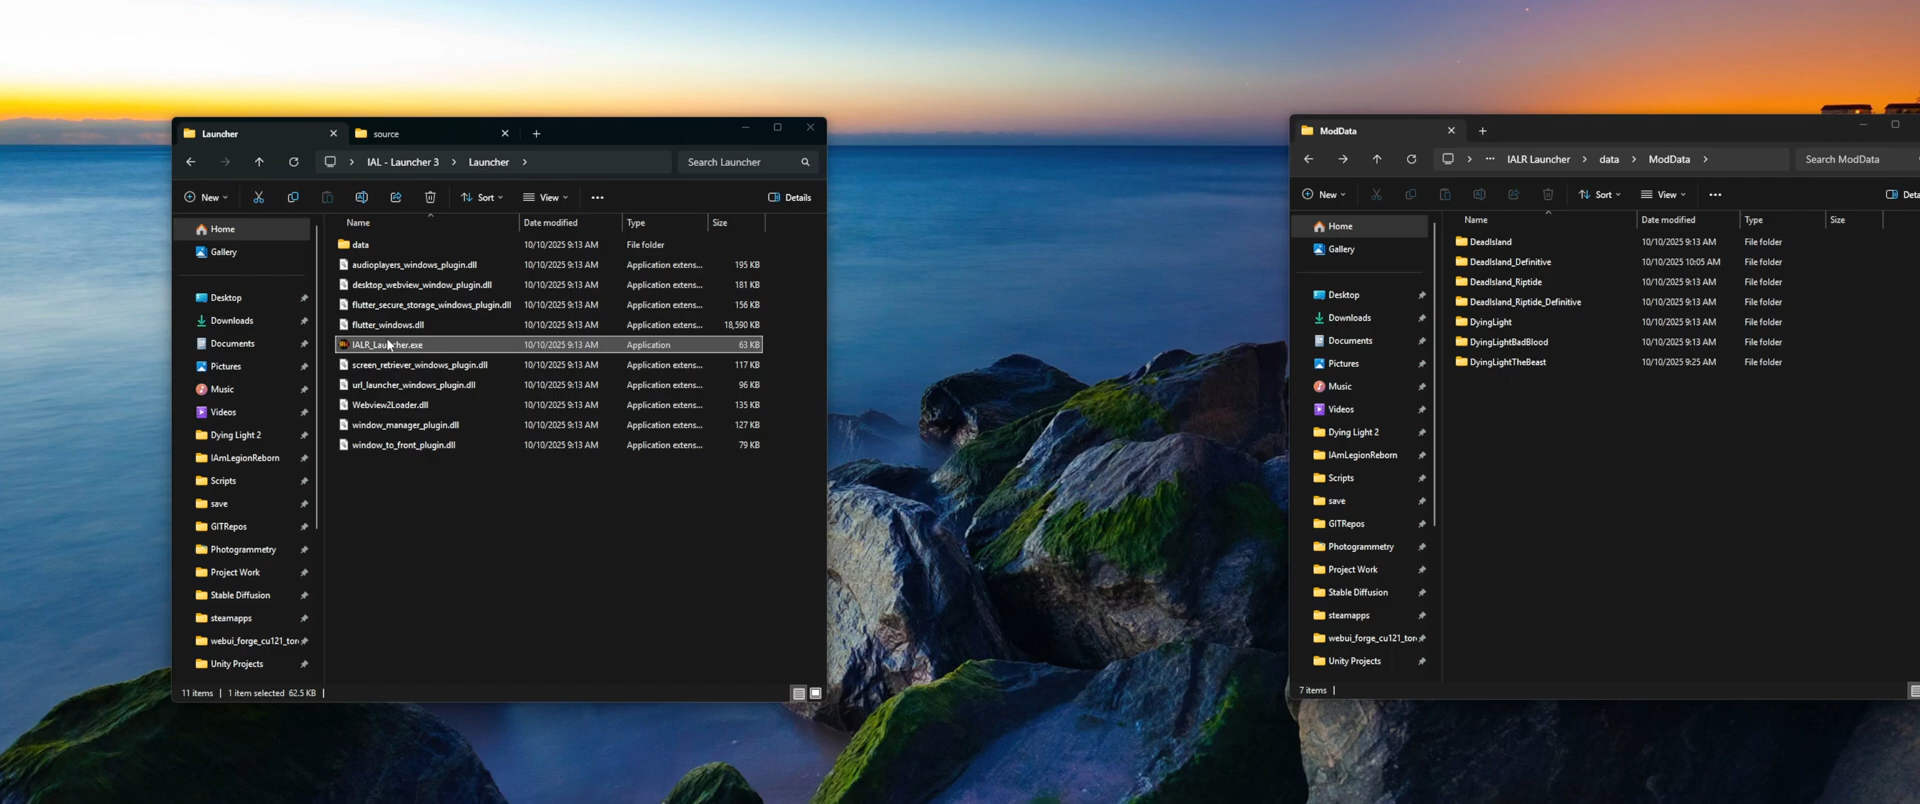 Launcher
source
IAL - Launcher 3 > Launcher >
Search Launcher
New
Sort
View
Details
Name
Date modified
Type
Size
Home
Gallery
Desktop
Downloads
Documents
Pictures
Music
Videos
Dying Light 2
IAmLegionReborn
Scripts
save
GITRepos
Photogrammetry
Project Work
Stable Diffusion
steamapps
webui_forge_cu121_tor
Unity Projects
data 10/10/2025 9:13 AM File folder
audioplayers_windows_plugin.dll 10/10/2025 9:13 AM Application extens... 195 KB
desktop_webview_window_plugin.dll 10/10/2025 9:13 AM Application extens... 181 KB
flutter_secure_storage_windows_plugin.dll 10/10/2025 9:13 AM Application extens... 156 KB
flutter_windows.dll 10/10/2025 9:13 AM Application extens... 18,590 KB
IALR_Launcher.exe 10/10/2025 9:13 AM Application 63 KB
screen_retriever_windows_plugin.dll 10/10/2025 9:13 AM Application extens... 117 KB
url_launcher_windows_plugin.dll 10/10/2025 9:13 AM Application extens... 96 KB
Webview2Loader.dll 10/10/2025 9:13 AM Application extens... 135 KB
window_manager_plugin.dll 10/10/2025 9:13 AM Application extens... 127 KB
window_to_front_plugin.dll 10/10/2025 9:13 AM Application extens... 79 KB
11 items | 1 item selected 62.5 KB |
ModData
... IALR Launcher > data > ModData >
Search ModData
New
Sort
View
Deta
Name
Date modified
Type
Size
Home
Gallery
Desktop
Downloads
Documents
Pictures
Music
Videos
Dying Light 2
IAmLegionReborn
Scripts
save
GITRepos
Photogrammetry
Project Work
Stable Diffusion
steamapps
webui_forge_cu121_tor
Unity Projects
DeadIsland 10/10/2025 9:13 AM File folder
DeadIsland_Definitive 10/10/2025 10:05 AM File folder
DeadIsland_Riptide 10/10/2025 9:13 AM File folder
DeadIsland_Riptide_Definitive 10/10/2025 9:13 AM File folder
DyingLight 10/10/2025 9:13 AM File folder
DyingLightBadBlood 10/10/2025 9:13 AM File folder
DyingLightTheBeast 10/10/2025 9:25 AM File folder
7 items |